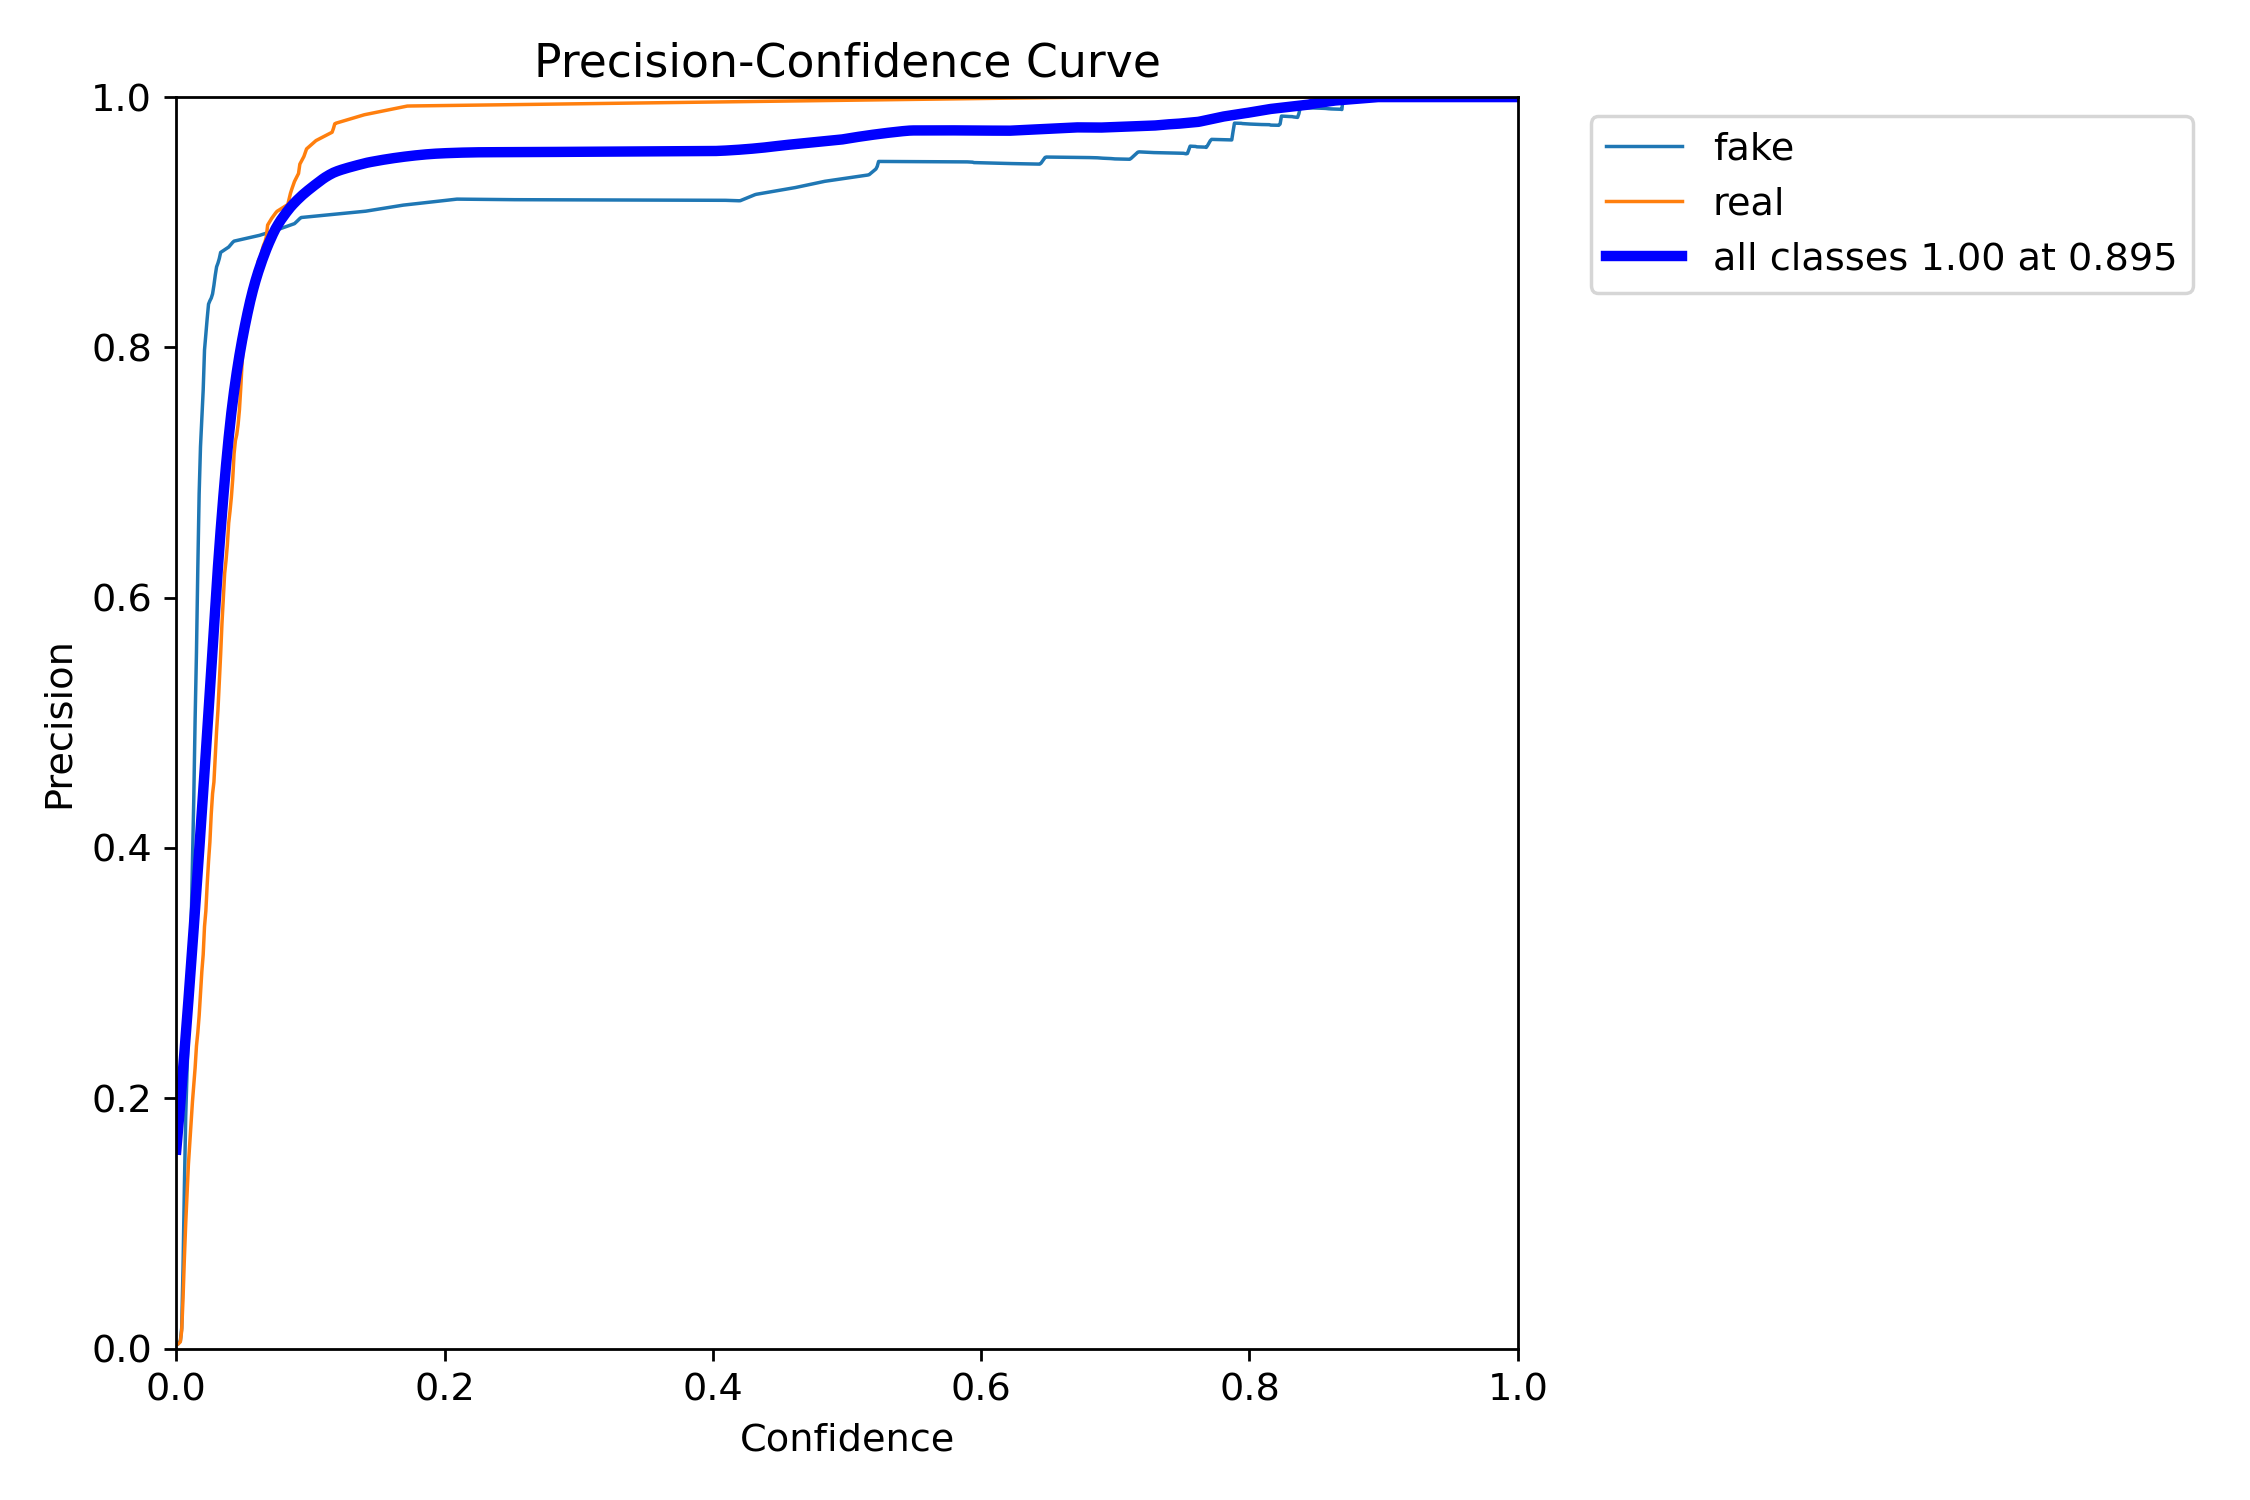 Precision-Confidence Curve
1.0
0.8
0.6
0.4
0.2
0.0
Precision
0.0 0.2 0.4 0.6 0.8 1.0
Confidence
fake
real
all classes 1.00 at 0.895